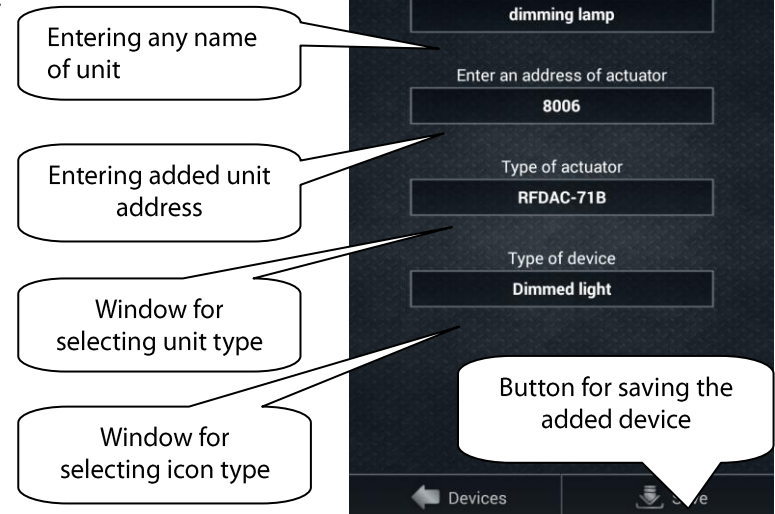 dimming lamp
Entering any name
of unit
Enter an address of actuator
8006
Entering added unit
address
Type of actuator
RFDAC-71B
Window for
selecting unit type
Type of device
Dimmed light
Window for
selecting icon type
Button for saving the
added device
Devices